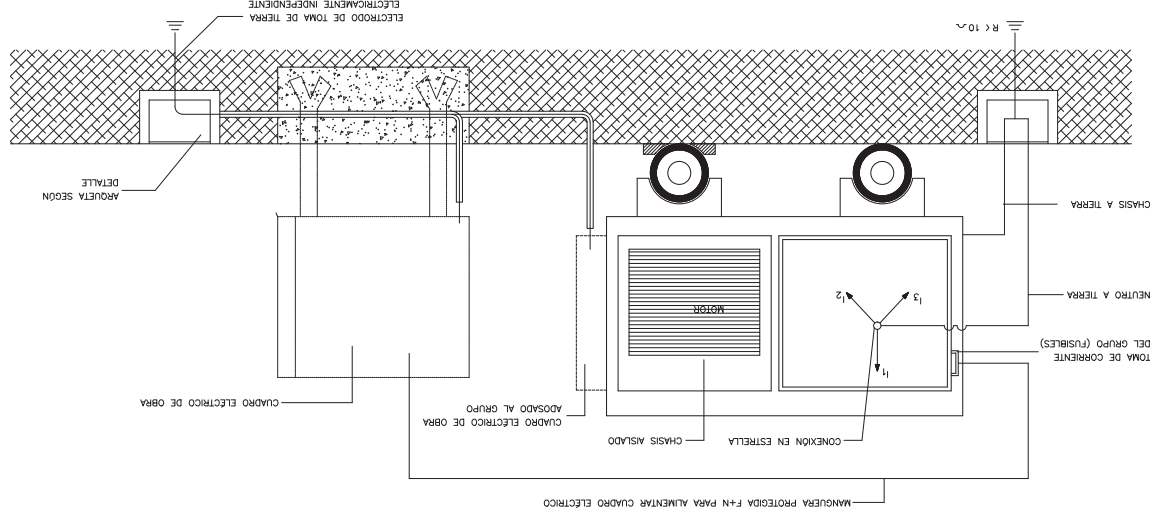 MANGUERA PROTEGIDA F+N PARA ALIMENTAR CUADRO ELÉCTRICO
CONEXIÓN EN ESTRELLA
CHASIS AISLADO
CUADRO ELÉCTRICO DE OBRA
ADOSADO AL GRUPO
CUADRO ELÉCTRICO DE OBRA
TOMA DE CORRIENTE
DEL GRUPO (FUSIBLES)
I1
MOTOR
I3
I2
NEUTRO A TIERRA
CHASIS A TIERRA
ARQUETA SEGÚN
DETALLE
R < 10
ELECTRODO DE TOMA DE TIERRA
ELÉCTRICAMENTE INDEPENDIENTE